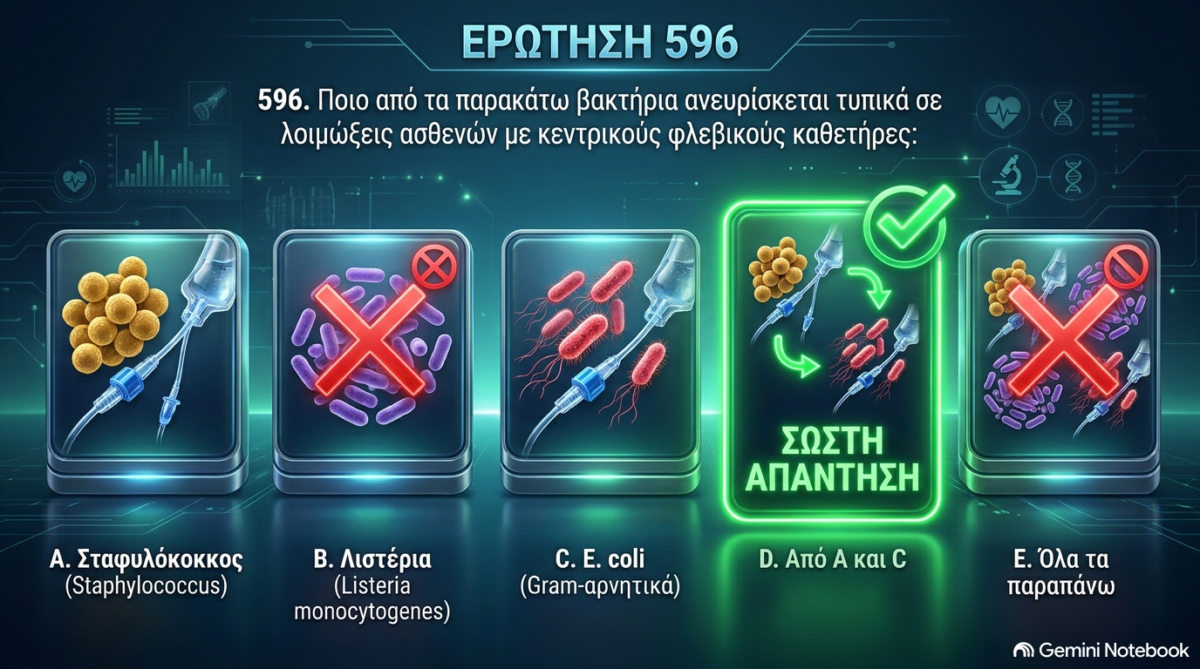 ΕΡΩΤΗΣΗ 596
596. Ποιο από τα παρακάτω βακτήρια ανευρίσκεται τυπικά σε
λοιμώξεις ασθενών με κεντρικούς φλεβικούς καθετήρες:
ΣΩΣΤΗ
ΑΠΑΝΤΗΣΗ
A. Σταφυλόκοκκος
(Staphylococcus)
B. Λιστέρια
(Listeria
monocytogenes)
C. E. coli
(Gram-αρνητικά)
D. Από A και C
E. Όλα τα
παραπάνω
Gemini Notebook